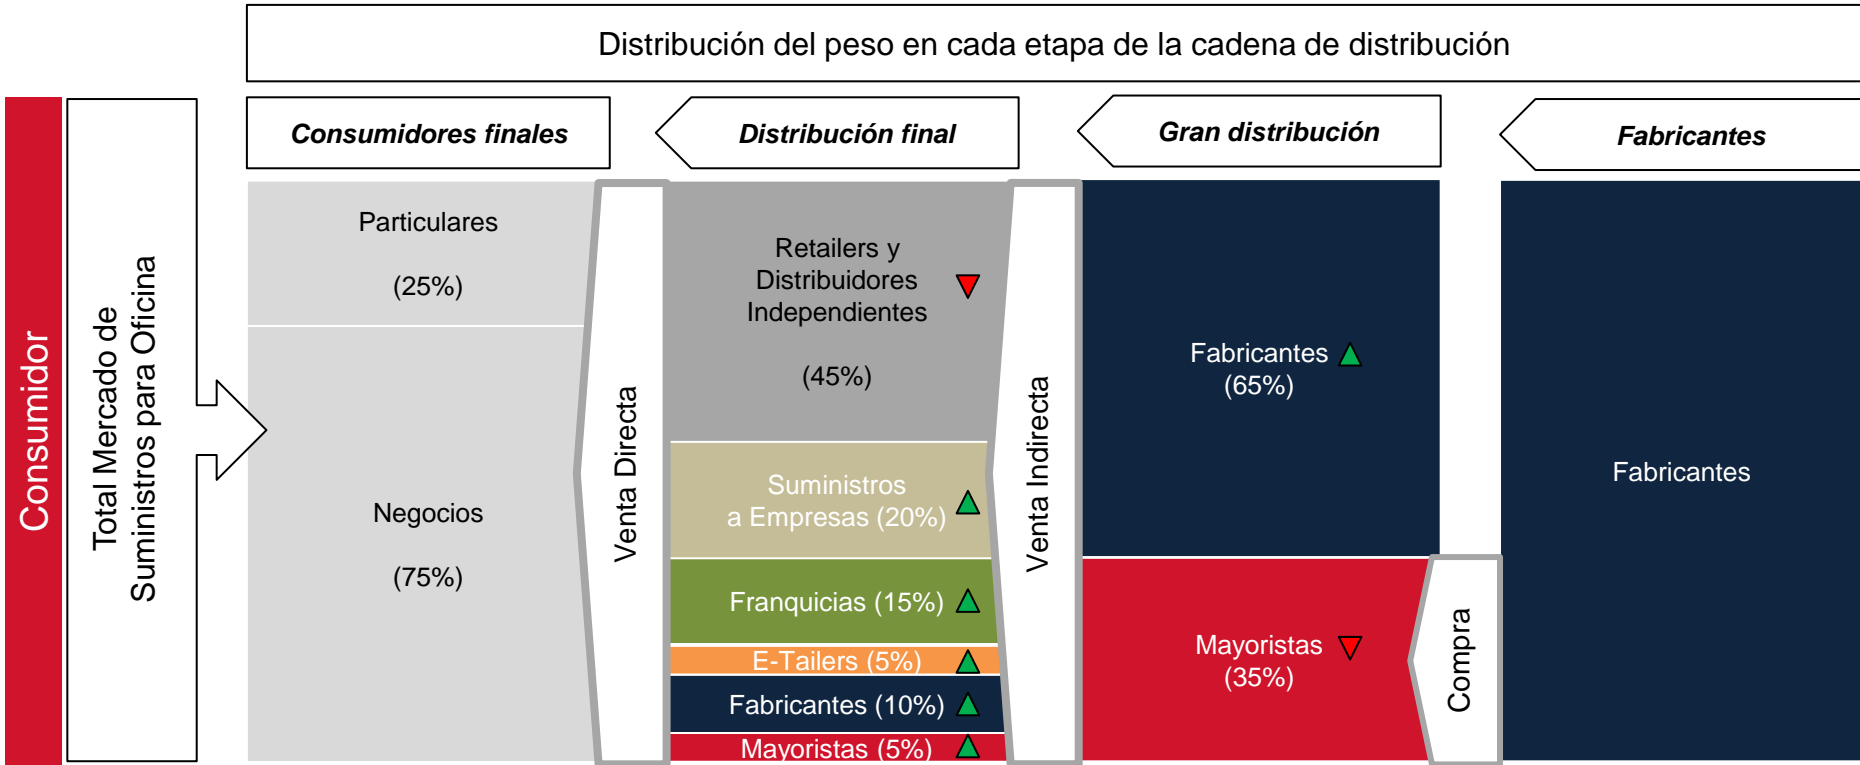 Distribución del peso en cada etapa de la cadena de distribución
Consumidor
Total Mercado de
Suministros para Oficina
Consumidores finales
Distribución final
Gran distribución
Fabricantes
Particulares
(25%)
Negocios
(75%)
Venta Directa
Retailers y
Distribuidores
Independientes
(45%)
Suministros
a Empresas (20%)
Franquicias (15%)
E-Tailers (5%)
Fabricantes (10%)
Mayoristas (5%)
Venta Indirecta
Fabricantes
(65%)
Mayoristas
(35%)
Compra
Fabricantes